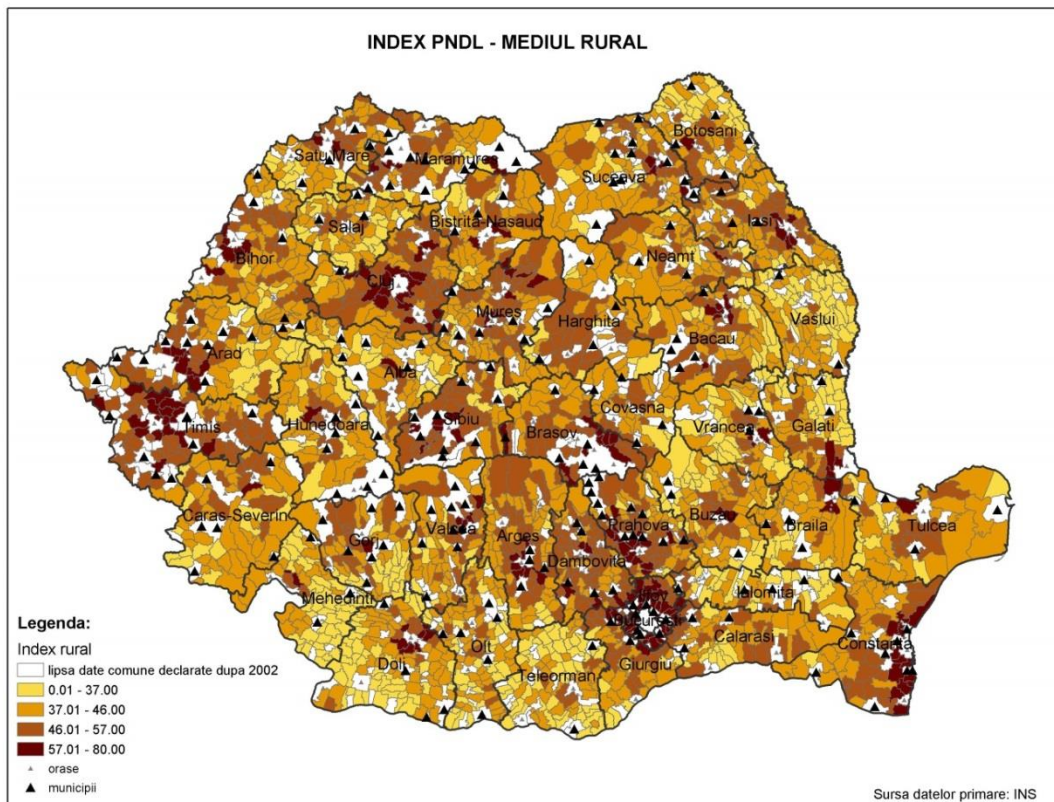 INDEX PNDL - MEDIUL RURAL
Botosani
Satu Mare
Maramures
Suceava
Iasi
Bistrita-Nasaud
Salaj
Neamt
Bihor
Cluj
Mures
Harghita
Vaslui
Bacau
Arad
Alba
Covasna
Timis
Hunedoara
Sibiu
Brasov
Vrancea
Galati
Caras-Severin
Valcea
Arges
Prahova
Buzau
Braila
Tulcea
Gorj
Dambovita
Mehedinti
Ilfov
Ialomita
Bucuresti
Calarasi
Constanta
Dolj
Olt
Giurgiu
Teleorman
Legenda:
Index rural
lipsa date comune declarate dupa 2002
0.01 - 37.00
37.01 - 46.00
46.01 - 57.00
57.01 - 80.00
orase
municipii
Sursa datelor primare: INS